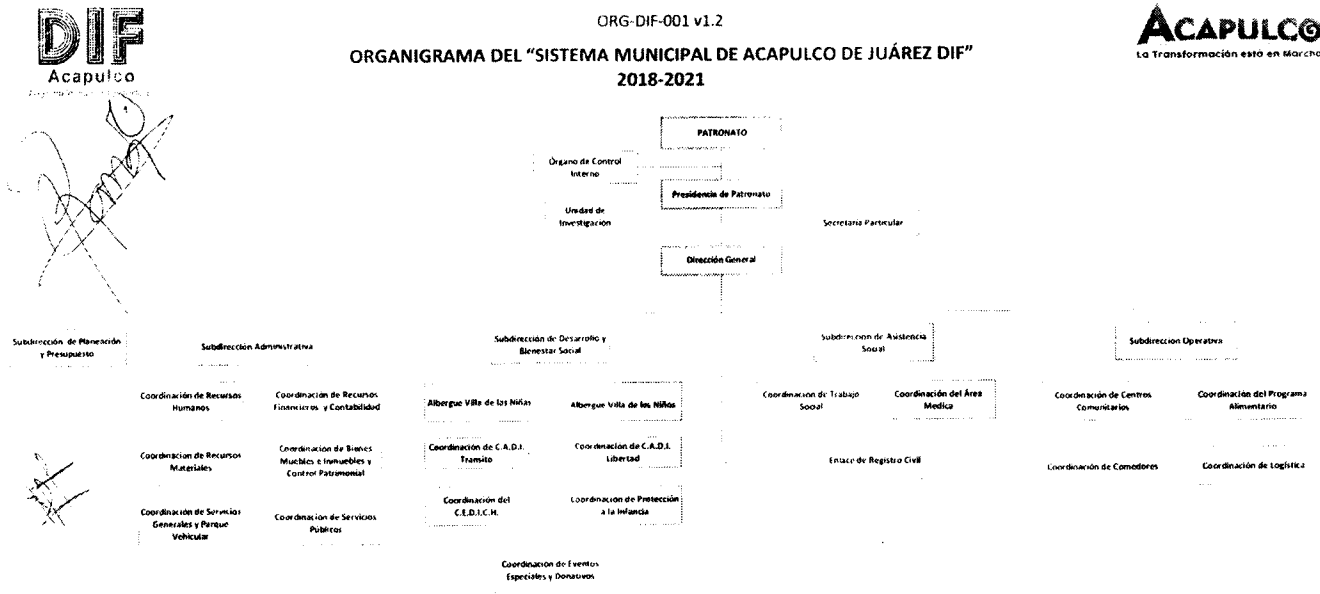 DIF
Acapulco
ORG-DIF-001 v1.2
ORGANIGRAMA DEL “SISTEMA MUNICIPAL DE ACAPULCO DE JUÁREZ DIF”
2018-2021
ACAPULCO
La Transformación está en Marcha
PATRONATO
Órgano de Control
Interno
Presidencia de Patronato
Unidad de
Investigación
Secretaría Particular
Dirección General
Subdirección de Planeación
y Presupuesto
Subdirección Administrativa
Subdirección de Desarrollo y
Bienestar Social
Subdirección de Asistencia
Social
Subdirección Operativa
Coordinación de Recursos
Humanos
Coordinación de Recursos
Financieros y Contabilidad
Albergue Villa de las Niñas
Albergue Villa de los Niños
Coordinación de Trabajo
Social
Coordinación del Área
Medica
Coordinación de Centros
Comunitarios
Coordinación del Programa
Alimentario
Coordinación de Recursos
Materiales
Coordinación de Bienes
Muebles e Inmuebles y
Control Patrimonial
Coordinación de C.A.D.I.
Transito
Coordinación de C.A.D.I.
Libertad
Enlace de Registro Civil
Coordinación de Comedores
Coordinación de Logística
Coordinación de Servicios
Generales y Parque
Vehicular
Coordinación de Servicios
Públicos
Coordinación del
C.E.D.I.C.H.
Coordinación de Protección
a la Infancia
Coordinación de Eventos
Especiales y Donativos